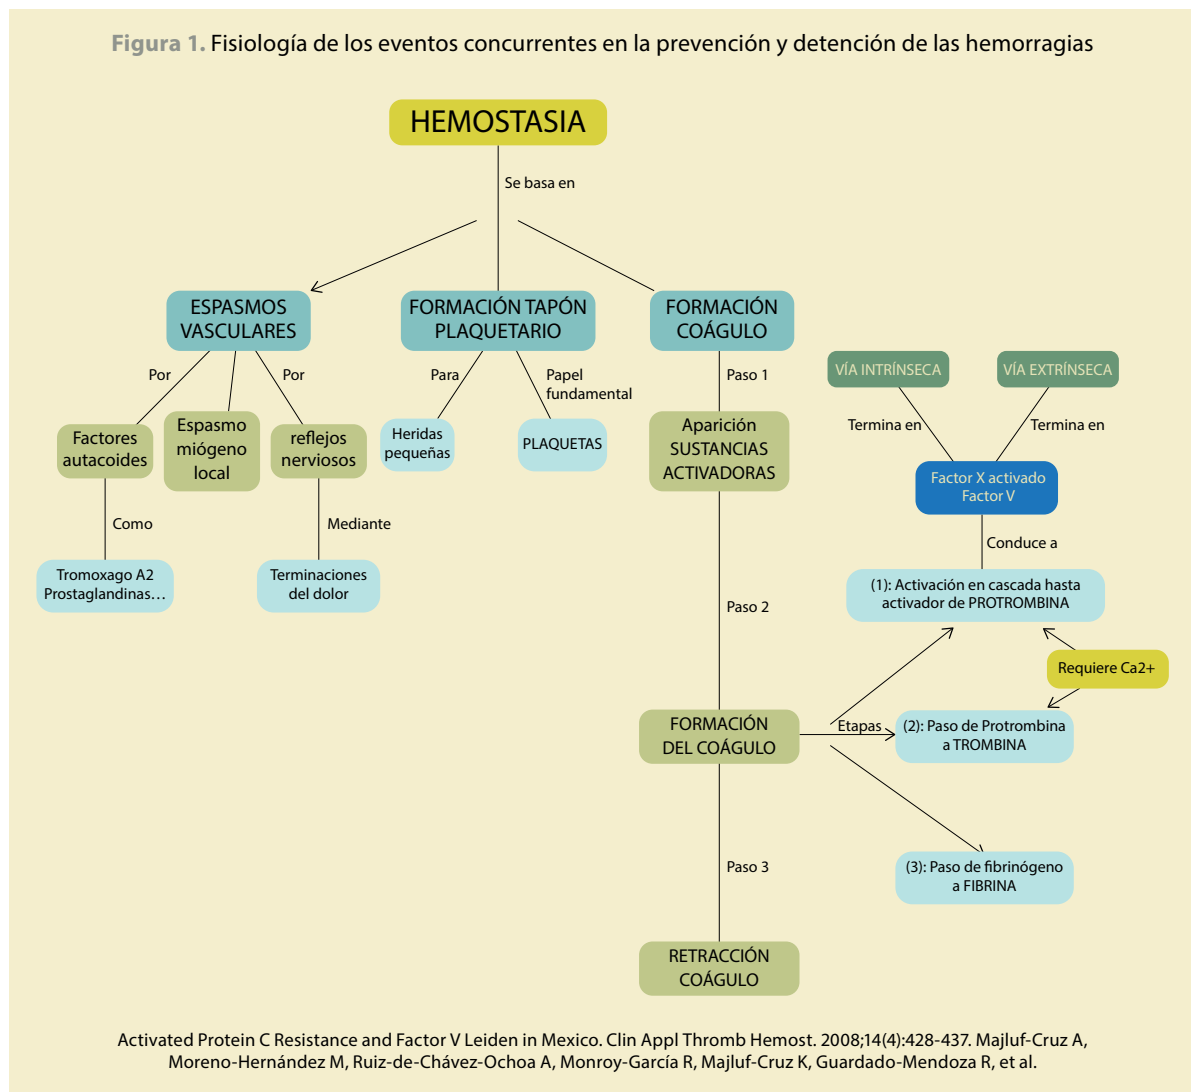 Figura 1. Fisiología de los eventos concurrentes en la prevención y detención de las hemorragias
HEMOSTASIA
Se basa en
ESPASMOS
VASCULARES
FORMACIÓN TAPÓN
PLAQUETARIO
FORMACIÓN
COÁGULO
Por
Por
Factores
autacoides
Espasmo
miógeno
local
reflejos
nerviosos
Como
Mediante
Tromoxago A2
Prostaglandinas...
Terminaciones
del dolor
Para
Papel
fundamental
Heridas
pequeñas
PLAQUETAS
Paso 1
Aparición
SUSTANCIAS
ACTIVADORAS
Paso 2
FORMACIÓN
DEL COÁGULO
Paso 3
RETRACCIÓN
COÁGULO
VÍA INTRÍNSECA
VÍA EXTRÍNSECA
Termina en
Termina en
Factor X activado
Factor V
Conduce a
(1): Activación en cascada hasta
activador de PROTROMBINA
Requiere Ca2+
Etapas
(2): Paso de Protrombina
a TROMBINA
(3): Paso de fibrinógeno
a FIBRINA
Activated Protein C Resistance and Factor V Leiden in Mexico. Clin Appl Thromb Hemost. 2008;14(4):428-437. Majluf-Cruz A,
Moreno-Hernández M, Ruiz-de-Chávez-Ochoa A, Monroy-García R, Majluf-Cruz K, Guardado-Mendoza R, et al.